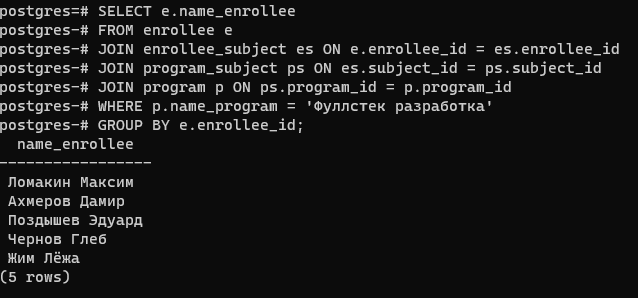 postgres=# SELECT e.name_enrollee
postgres-# FROM enrollee e
postgres-# JOIN enrollee_subject es ON e.enrollee_id = es.enrollee_id
postgres-# JOIN program_subject ps ON es.subject_id = ps.subject_id
postgres-# JOIN program p ON ps.program_id = p.program_id
postgres-# WHERE p.name_program = 'Фуллстек разработка'
postgres-# GROUP BY e.enrollee_id;
name_enrollee
-----------------
Ломакин Максим
Ахмеров Дамир
Поздышев Эдуард
Чернов Глеб
Жим Лёжа
(5 rows)